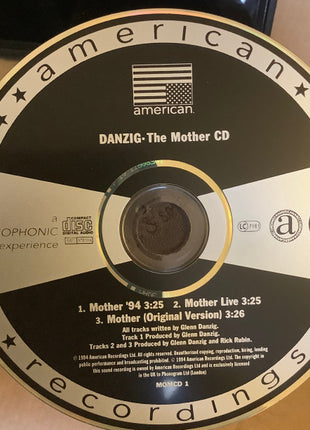 american
american.
DANZIG·The Mother CD
a
OPHONIC
experience
COMPACT
disc
DIGITAL AUDIO
a
1. Mother '94 3:25 2. Mother Live 3:25
3. Mother (Original Version) 3:26
All tracks written by Glenn Danzig.
Track 1 Produced by Glenn Danzig.
Tracks 2 and 3 Produced by Glenn Danzig and Rick Rubin.
℗ 1994 American Recordings Ltd. All rights reserved. Unauthorised copying, reproduction, hiring, lending
public performance and broadcasting prohibited. © 1994 American Recordings Ltd. The copyright in
this sound recording is owned by American Recordings Ltd and is exclusively licensed
in the UK to Phonogram Ltd (London)
MOMCD 1
recordings